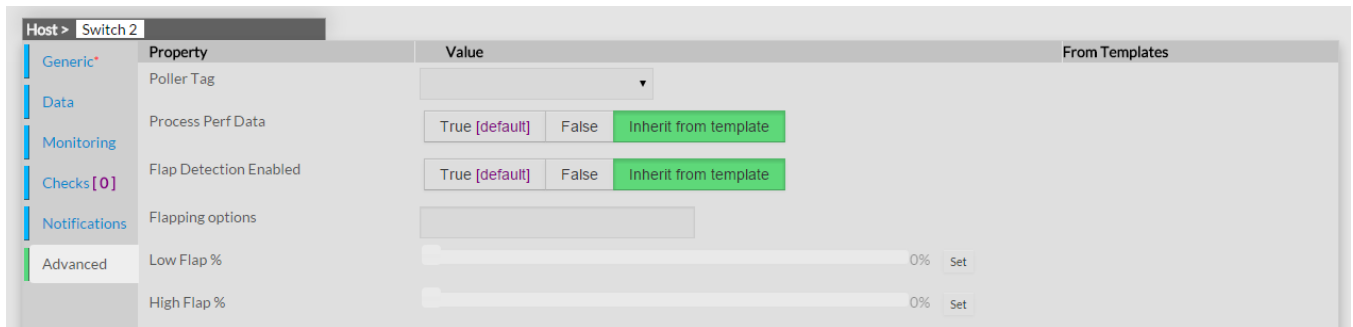 Host > Switch 2
Property Value From Templates
Generic*
Data
Monitoring
Checks [ 0 ]
Notifications
Advanced
Poller Tag
Process Perf Data True [default] False Inherit from template
Flap Detection Enabled True [default] False Inherit from template
Flapping options
Low Flap % 0% Set
High Flap % 0% Set